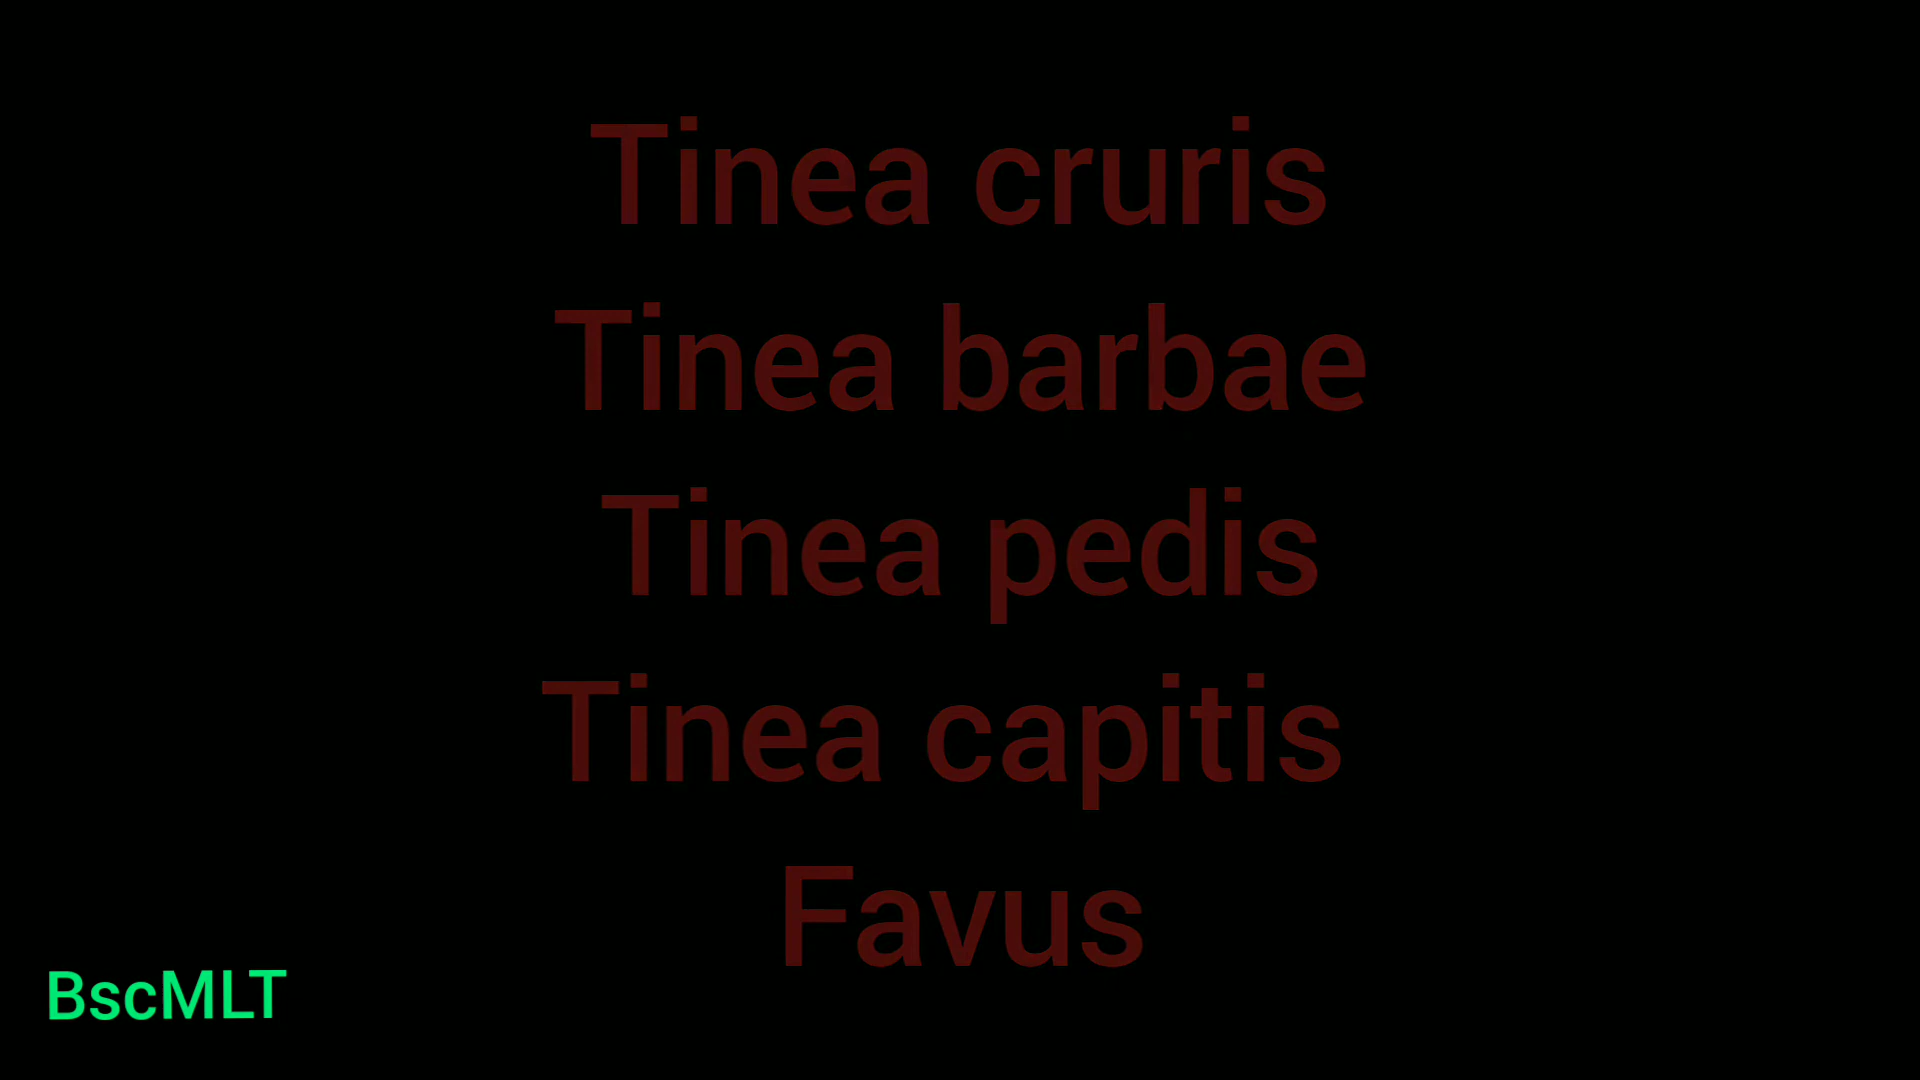 Tinea cruris
Tinea barbae
Tinea pedis
Tinea capitis
Favus
BscMLT